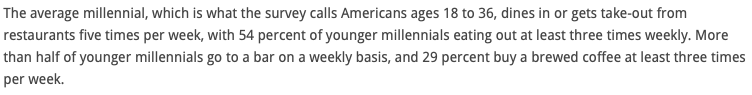 The average millennial, which is what the survey calls Americans ages 18 to 36, dines in or gets take-out from
restaurants five times per week, with 54 percent of younger millennials eating out at least three times weekly. More
than half of younger millennials go to a bar on a weekly basis, and 29 percent buy a brewed coffee at least three times
per week.